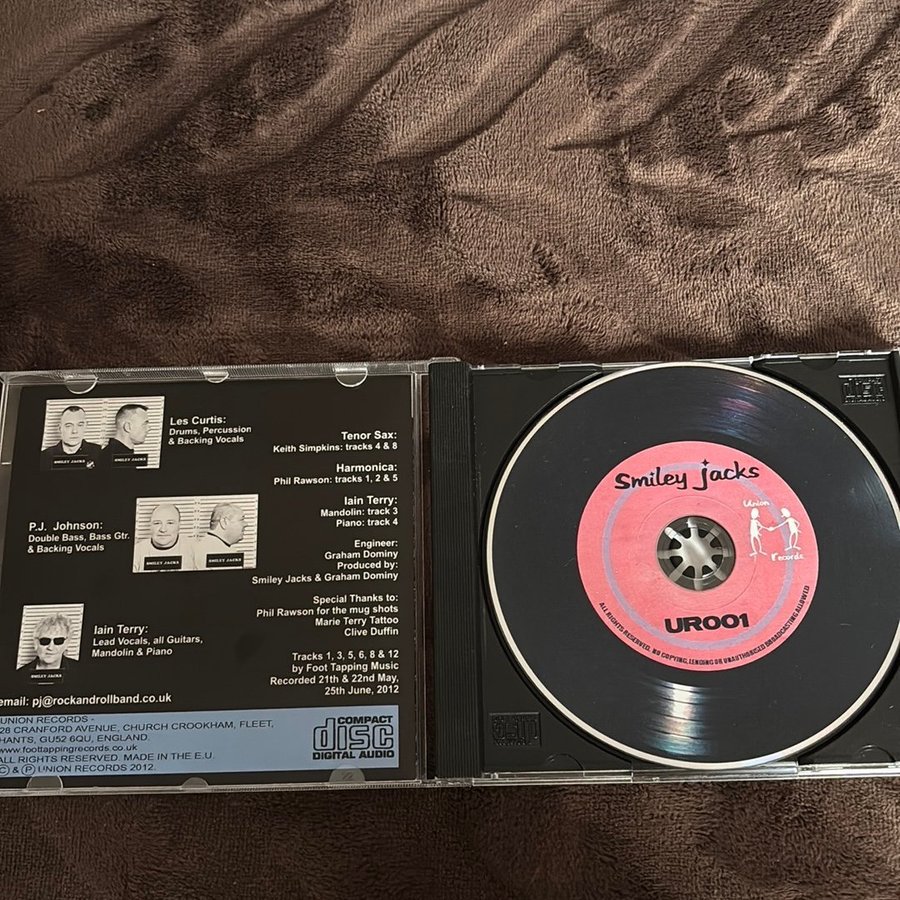 Les Curtis:
Drums, Percussion
& Backing Vocals
SMILEY JACKS
SMILEY JACKS
P.J. Johnson:
Double Bass, Bass Gtr.
& Backing Vocals
SMILEY JACKS
SMILEY JACKS
Iain Terry:
Lead Vocals, all Guitars,
Mandolin & Piano
SMILEY JACKS
Tenor Sax:
Keith Simpkins: tracks 4 & 8
Harmonica:
Phil Rawson: tracks 1, 2 & 5
Iain Terry:
Mandolin: track 3
Piano: track 4
Engineer:
Graham Dominy
Produced by:
Smiley Jacks & Graham Dominy
Special Thanks to:
Phil Rawson for the mug shots
Marie Terry Tattoo
Clive Duffin
Tracks 1, 3, 5, 6, 8 & 12
by Foot Tapping Music
Recorded 21th & 22nd May,
25th June, 2012
email: pj@rockandrollband.co.uk
UNION RECORDS -
28 CRANFORD AVENUE, CHURCH CROOKHAM, FLEET,
HANTS, GU52 6QU, ENGLAND.
www.foottappingrecords.co.uk
ALL RIGHTS RESERVED. MADE IN THE E.U.
© & ℗ UNION RECORDS 2012.
COMPACT
disc
DIGITAL AUDIO
Smiley jacks
Union
Records
UR001
ALL RIGHTS RESERVED, NO COPYING, LENDING OR UNAUTHORISED BROADCASTING ALLOWED